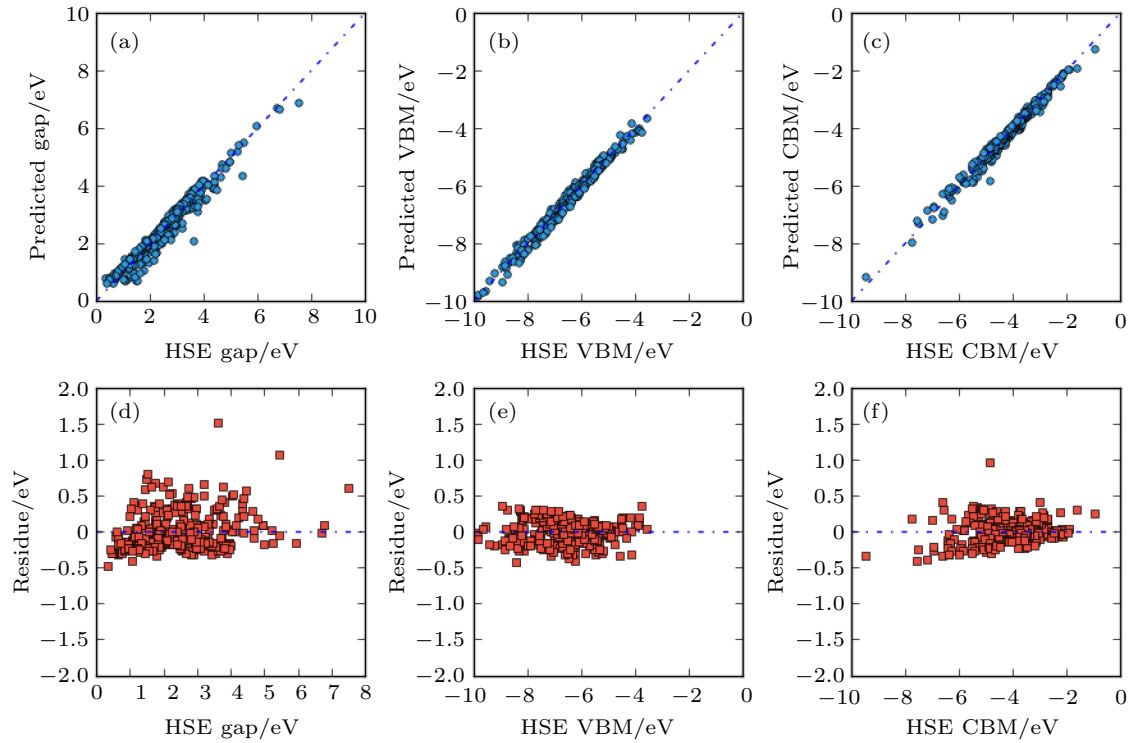 (a)
Predicted gap/eV
10
8
6
4
2
0
0 2 4 6 8 10
HSE gap/eV
(b)
Predicted VBM/eV
−0
−2
−4
−6
−8
−10
−10 −8 −6 −4 −2 0
HSE VBM/eV
(c)
Predicted CBM/eV
−0
−2
−4
−6
−8
−10
−10 −8 −6 −4 −2 0
HSE CBM/eV
(d)
Residue/eV
2.0
1.5
1.0
0.5
0
−0.5
−1.0
−1.5
−2.0
0 1 2 3 4 5 6 7 8
HSE gap/eV
(e)
Residue/eV
2.0
1.5
1.0
0.5
0
−0.5
−1.0
−1.5
−2.0
−10 −8 −6 −4 −2 0
HSE VBM/eV
(f)
Residue/eV
2.0
1.5
1.0
0.5
0
−0.5
−1.0
−1.5
−2.0
−10 −8 −6 −4 −2 0
HSE CBM/eV